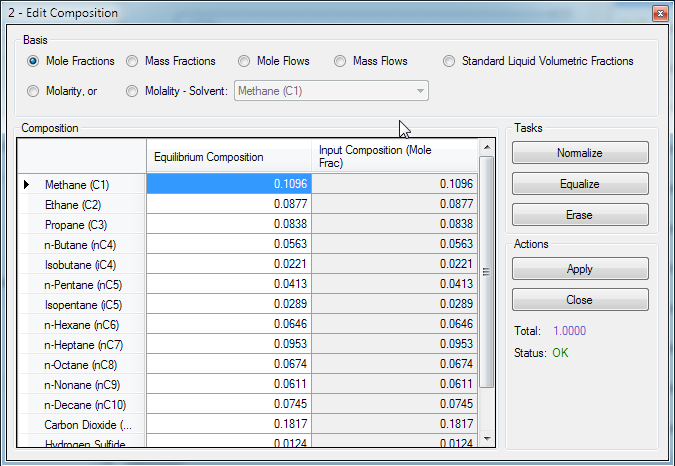 2 - Edit Composition
Basis
Mole Fractions Mass Fractions Mole Flows Mass Flows Standard Liquid Volumetric Fractions
Molarity, or Molality - Solvent: Methane (C1)
Composition
Equilibrium Composition Input Composition (Mole
Frac)
Methane (C1) 0.1096 0.1096
Ethane (C2) 0.0877 0.0877
Propane (C3) 0.0838 0.0838
n-Butane (nC4) 0.0563 0.0563
Isobutane (iC4) 0.0221 0.0221
n-Pentane (nC5) 0.0413 0.0413
Isopentane (iC5) 0.0289 0.0289
n-Hexane (nC6) 0.0646 0.0646
n-Heptane (nC7) 0.0953 0.0953
n-Octane (nC8) 0.0674 0.0674
n-Nonane (nC9) 0.0611 0.0611
n-Decane (nC10) 0.0745 0.0745
Carbon Dioxide (... 0.1817 0.1817
Hydrogen Sulfide 0.0124 0.0124
Tasks
Normalize
Equalize
Erase
Actions
Apply
Close
Total: 1.0000
Status: OK